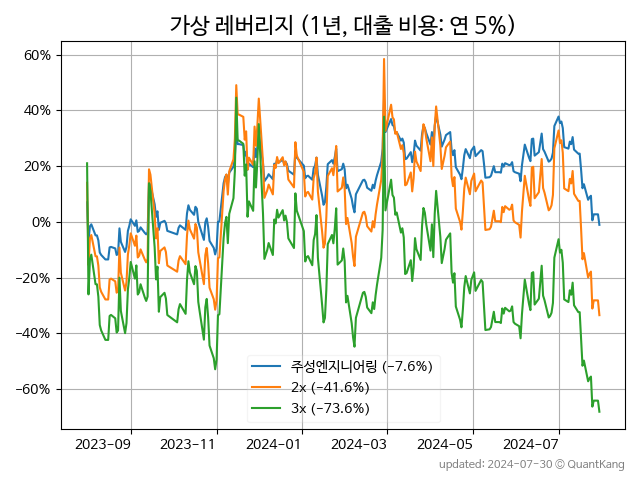 가상 레버리지 (1년, 대출 비용: 연 5%)
60%
40%
20%
0%
−20%
−40%
−60%
주성엔지니어링 (−7.6%)
2x (−41.6%)
3x (−73.6%)
2023-09
2023-11
2024-01
2024-03
2024-05
2024-07
updated: 2024-07-30 © QuantKang